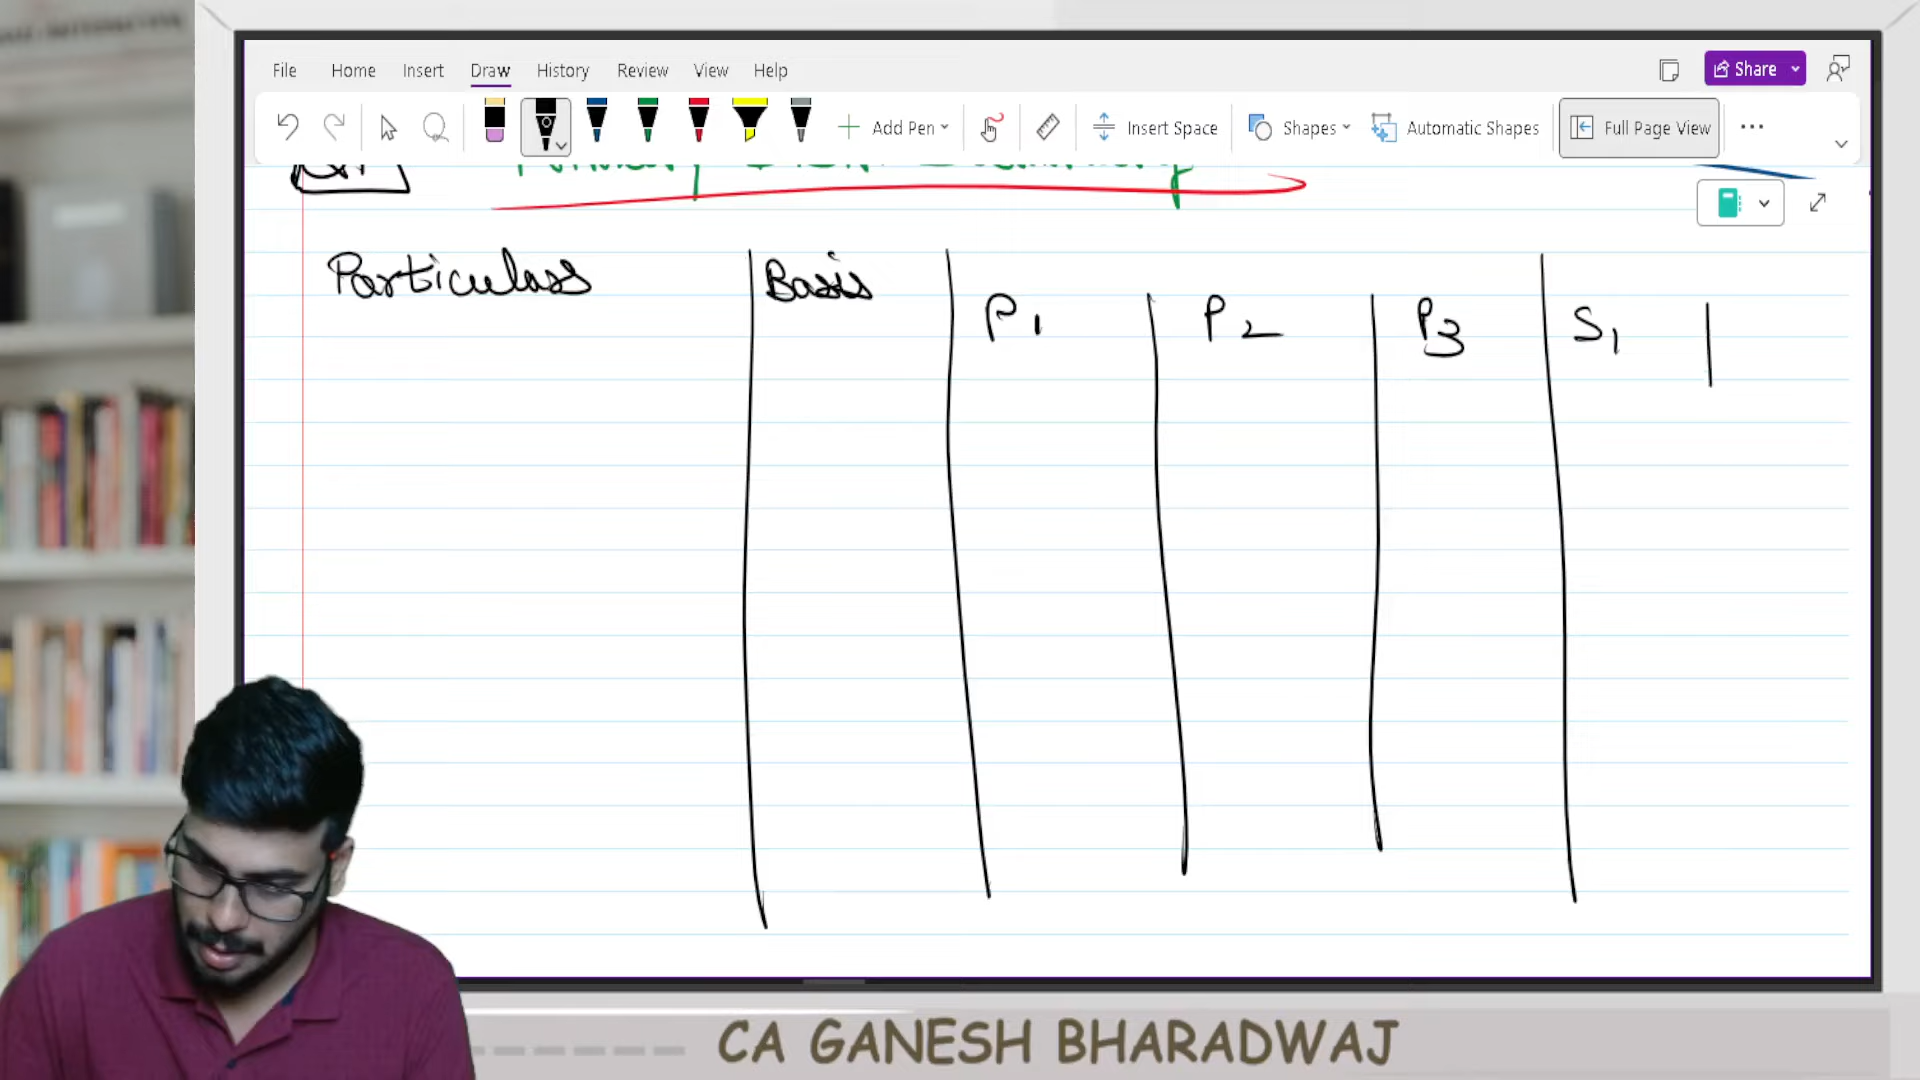 File Home Insert Draw History Review View Help Share
Add Pen Insert Space Shapes Automatic Shapes Full Page View
Particulars Basis P1 P2 P3 S1
CA GANESH BHARADWAJ